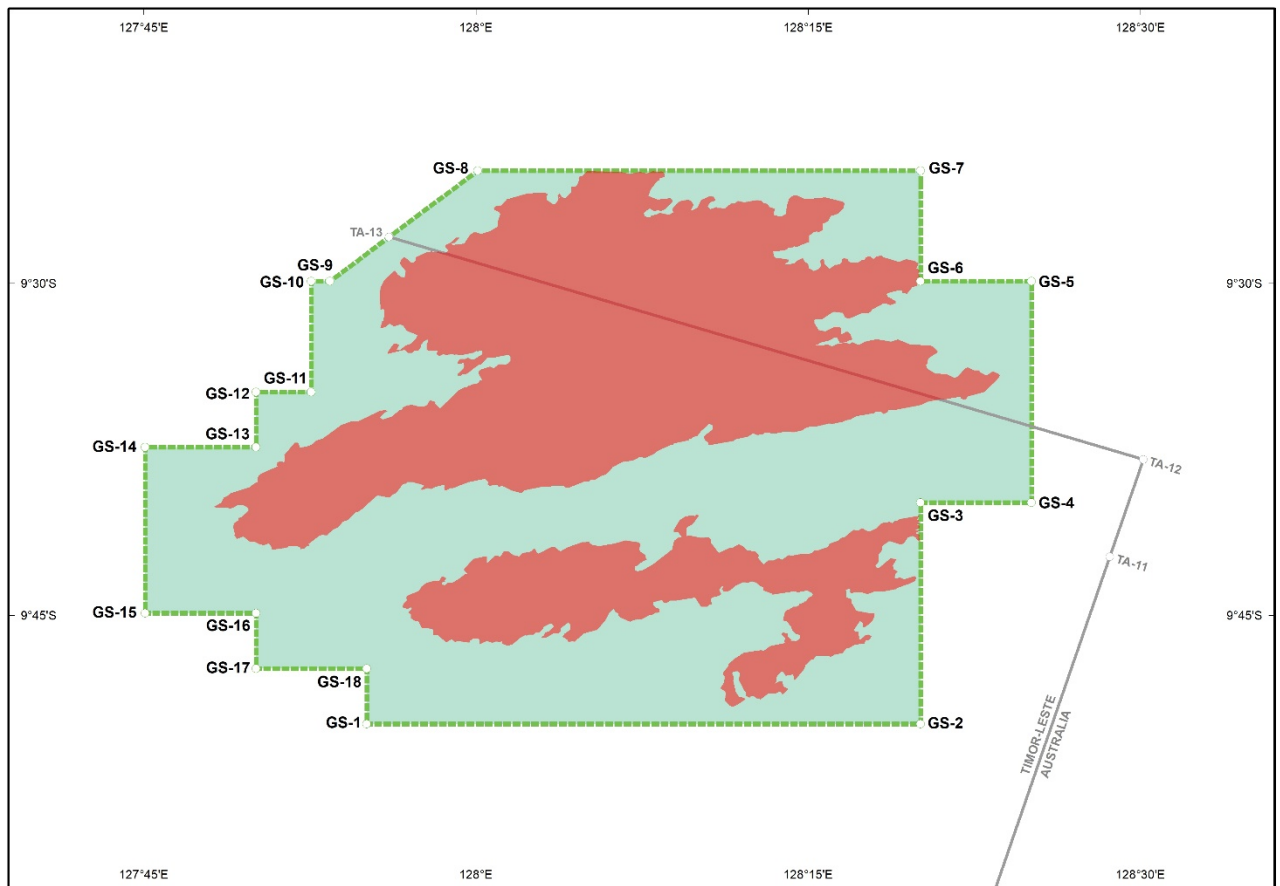 127°45'E
128°E
128°15'E
128°30'E
GS-8
GS-7
TA-13
GS-9
GS-10
GS-6
GS-5
9°30'S
9°30'S
GS-11
GS-12
GS-13
GS-14
TA-12
GS-3
GS-4
TA-11
9°45'S
GS-15
GS-16
9°45'S
GS-17
GS-18
GS-1
GS-2
TIMOR-LESTE
AUSTRALIA
127°45'E
128°E
128°15'E
128°30'E